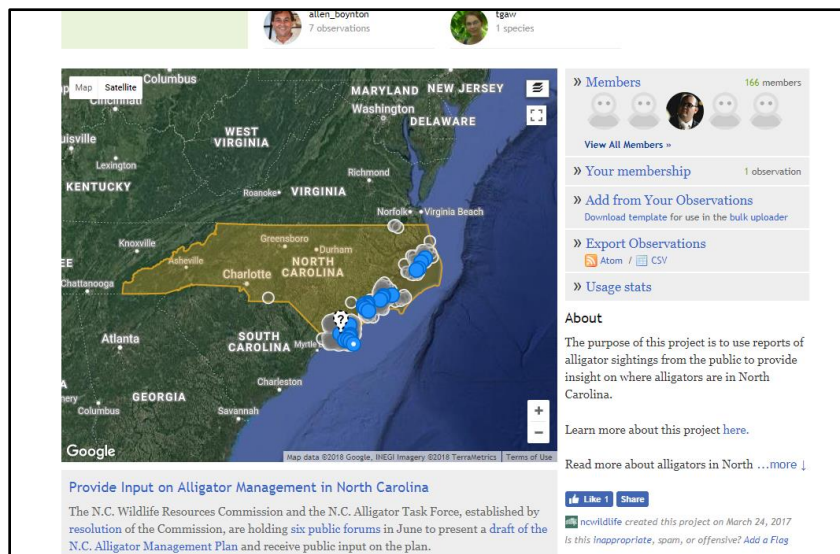 allen_boynton
7 observations
tgaw
1 species
Map Satellite
Columbus
Cincinnati
MARYLAND
NEW JERSEY
Washington
DELAWARE
WEST
VIRGINIA
Lexington
KENTUCKY
Richmond
Roanoke
VIRGINIA
Norfolk
Virginia Beach
Knoxville
Greensboro
Durham
Asheville
NORTH
CAROLINA
Charlotte
Chattanooga
Atlanta
SOUTH
CAROLINA
Myrtle
?
Charleston
GEORGIA
Columbus
Savannah
+
−
Google
Map data ©2018 Google, INEGI Imagery ©2018 TerraMetrics
Terms of Use
Provide Input on Alligator Management in North Carolina
The N.C. Wildlife Resources Commission and the N.C. Alligator Task Force, established by
resolution of the Commission, are holding six public forums in June to present a draft of the
N.C. Alligator Management Plan and receive public input on the plan.
» Members 166 members
View All Members »
» Your membership 1 observation
» Add from Your Observations
Download template for use in the bulk uploader
» Export Observations
Atom / CSV
» Usage stats
About
The purpose of this project is to use reports of
alligator sightings from the public to provide
insight on where alligators are in North
Carolina.
Learn more about this project here.
Read more about alligators in North ...more ↓
Like 1 Share
ncwildlife created this project on March 24, 2017
Is this inappropriate, spam, or offensive? Add a Flag